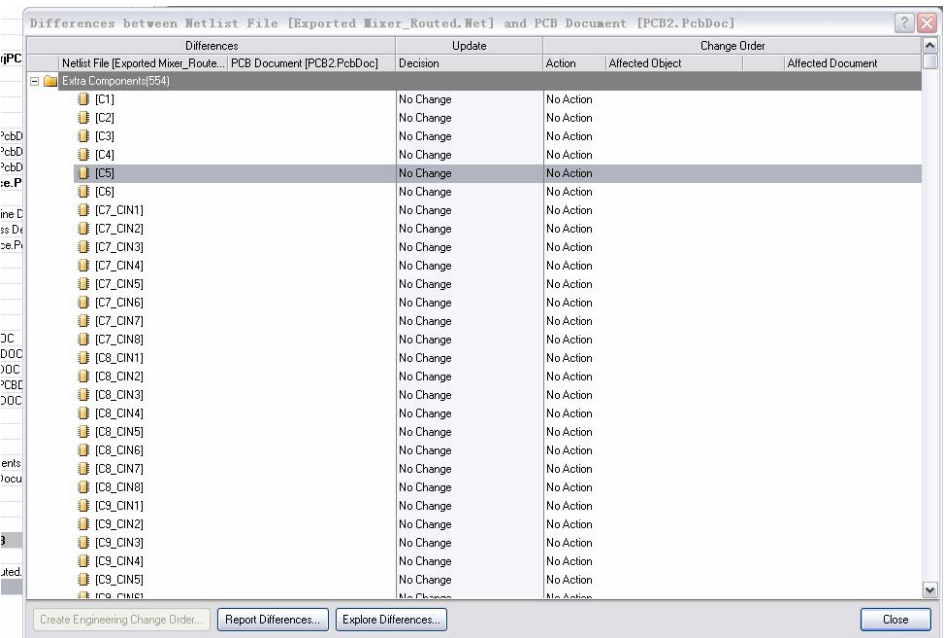 Differences between Netlist File [Exported Mixer_Routed.Net] and PCB Document [PCB2.PcbDoc]
Differences Update Change Order
Netlist File [Exported Mixer_Route... PCB Document [PCB2.PcbDoc] Decision Action Affected Object Affected Document
Extra Components(554)
[C1] No Change No Action
[C2] No Change No Action
[C3] No Change No Action
[C4] No Change No Action
[C5] No Change No Action
[C6] No Change No Action
[C7_CIN1] No Change No Action
[C7_CIN2] No Change No Action
[C7_CIN3] No Change No Action
[C7_CIN4] No Change No Action
[C7_CIN5] No Change No Action
[C7_CIN6] No Change No Action
[C7_CIN7] No Change No Action
[C7_CIN8] No Change No Action
[C8_CIN1] No Change No Action
[C8_CIN2] No Change No Action
[C8_CIN3] No Change No Action
[C8_CIN4] No Change No Action
[C8_CIN5] No Change No Action
[C8_CIN6] No Change No Action
[C8_CIN7] No Change No Action
[C8_CIN8] No Change No Action
[C9_CIN1] No Change No Action
[C9_CIN2] No Change No Action
[C9_CIN3] No Change No Action
[C9_CIN4] No Change No Action
[C9_CIN5] No Change No Action
[C9_CIN6] No Change No Action
Create Engineering Change Order... Report Differences... Explore Differences... Close